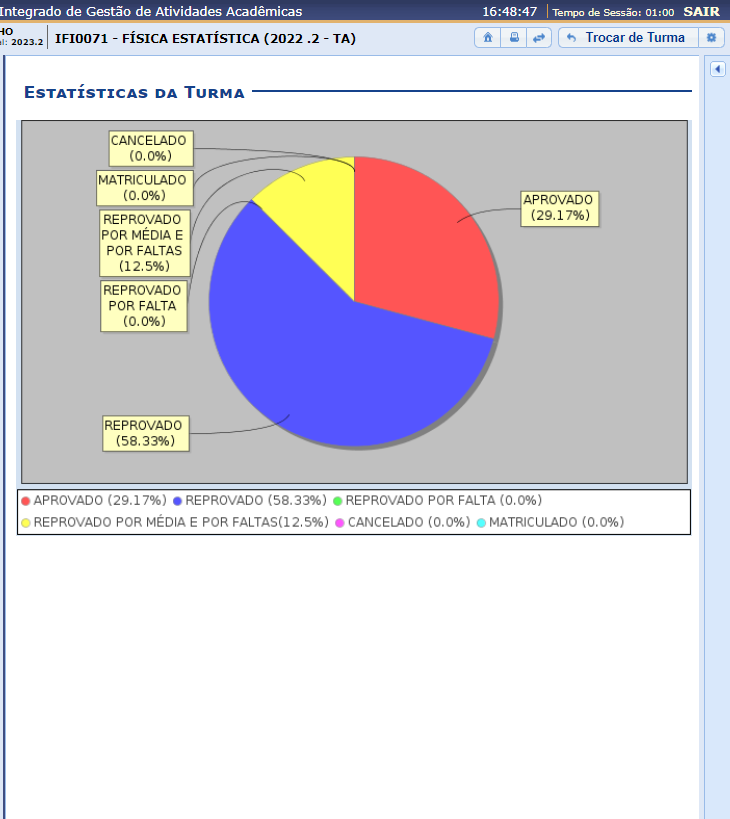 Integrado de Gestão de Atividades Acadêmicas 16:48:47 Tempo de Sessão: 01:00 SAIR
HO
el: 2023.2 IFI0071 - FÍSICA ESTATÍSTICA (2022 .2 - TA) Trocar de Turma
ESTATÍSTICAS DA TURMA
CANCELADO
(0.0%)
MATRICULADO
(0.0%)
REPROVADO
POR MÉDIA E
POR FALTAS
(12.5%)
REPROVADO
POR FALTA
(0.0%)
REPROVADO
(58.33%)
APROVADO
(29.17%)
APROVADO (29.17%) REPROVADO (58.33%) REPROVADO POR FALTA (0.0%)
REPROVADO POR MÉDIA E POR FALTAS(12.5%) CANCELADO (0.0%) MATRICULADO (0.0%)